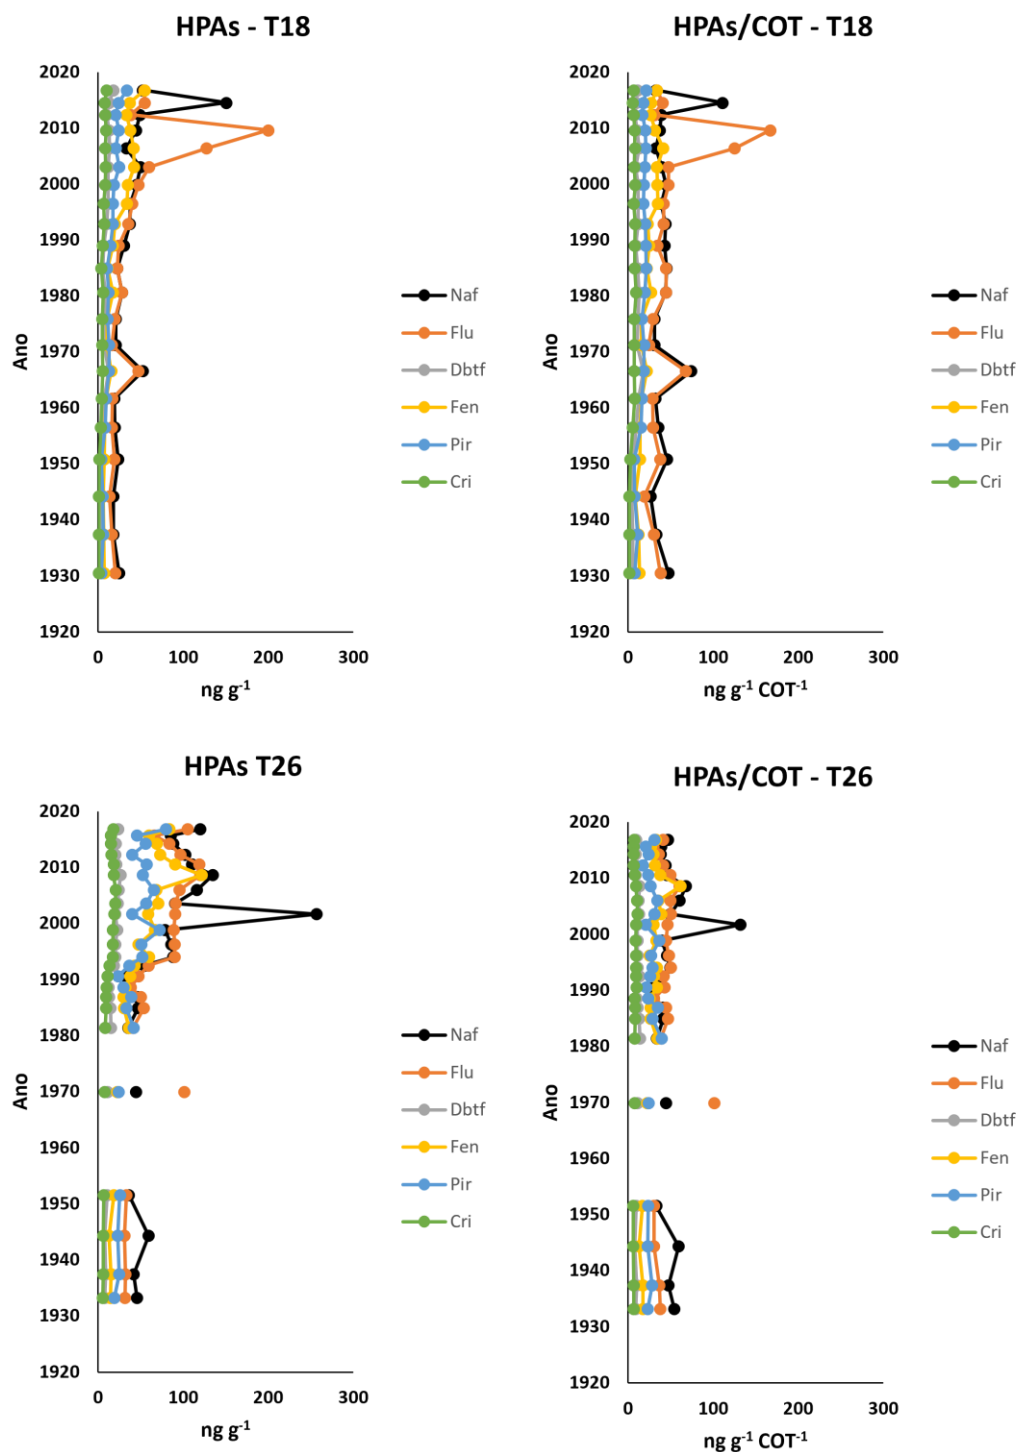 HPAs - T18
2020
2010
2000
1990
1980
1970
1960
1950
1940
1930
1920
Ano
0 100 200 300
ng g⁻¹
Naf
Flu
Dbtf
Fen
Pir
Cri
HPAs/COT - T18
2020
2010
2000
1990
1980
1970
1960
1950
1940
1930
1920
Ano
0 100 200 300
ng g⁻¹ COT⁻¹
Naf
Flu
Dbtf
Fen
Pir
Cri
HPAs T26
2020
2010
2000
1990
1980
1970
1960
1950
1940
1930
1920
Ano
0 100 200 300
ng g⁻¹
Naf
Flu
Dbtf
Fen
Pir
Cri
HPAs/COT - T26
2020
2010
2000
1990
1980
1970
1960
1950
1940
1930
1920
Ano
0 100 200 300
ng g⁻¹ COT⁻¹
Naf
Flu
Dbtf
Fen
Pir
Cri